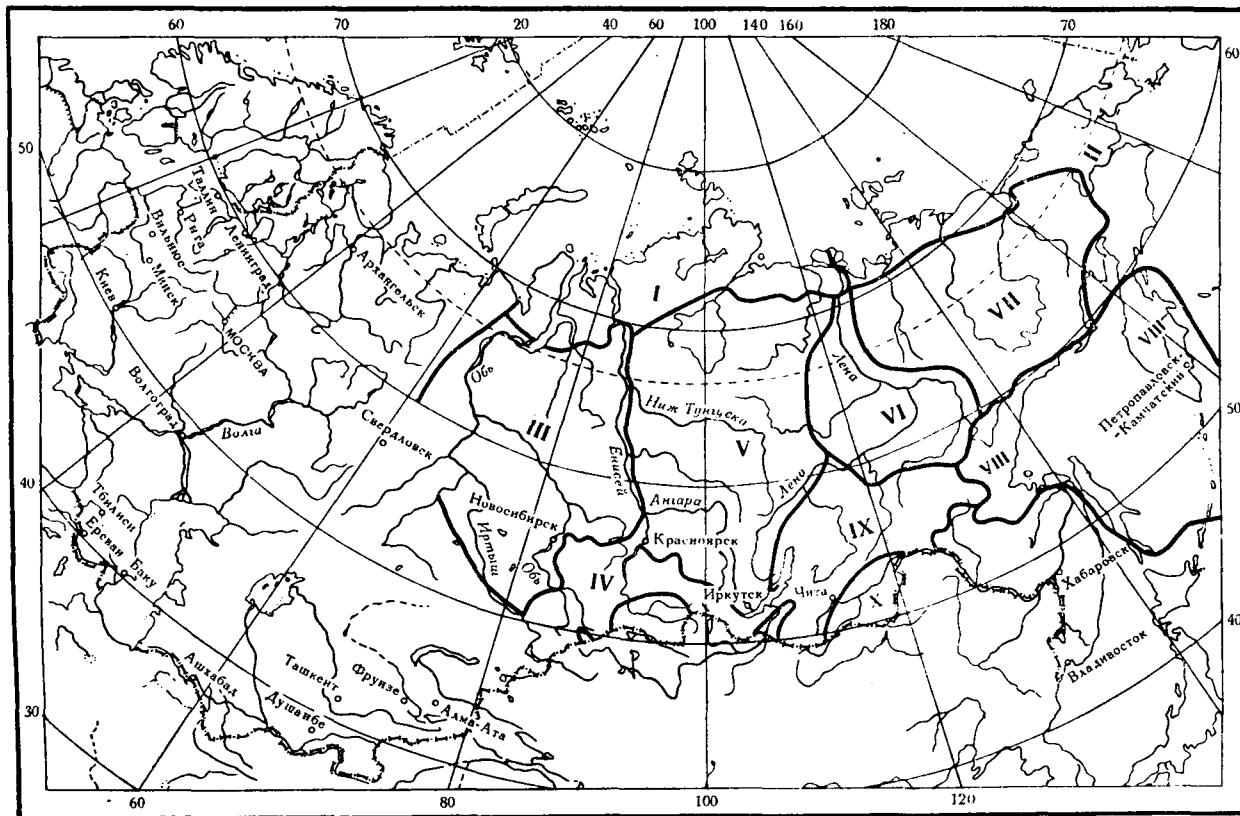 60 70 20 40 60 100 140 160 180 70
60
50
50
40
40
30
60 80 100 120
I
II
III
IV
V
VI
VII
VIII
VIII
IX
X
Таллин
Ленинград
Рига
Вильнюс
Минск
Киев
МОСКВА
Архангельск
Волгоград
Волга
Свердловск
Тбилиси
Ереван
Баку
Ашхабад
Ташкент
Душанбе
Фрунзе
Алма-Ата
Обь
Новосибирск
Иртыш
Обь
Енисей
Ниж Тунгуска
Ангара
Красноярск
Иркутск
Чита
Лена
Лена
Петропавловск-
-Камчатский
Хабаровск
Владивосток